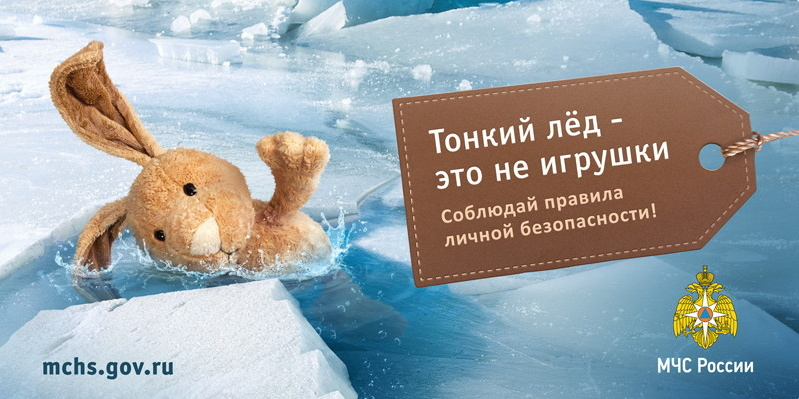 Тонкий лёд -
это не игрушки
Соблюдай правила
личной безопасности!
mchs.gov.ru
МЧС России